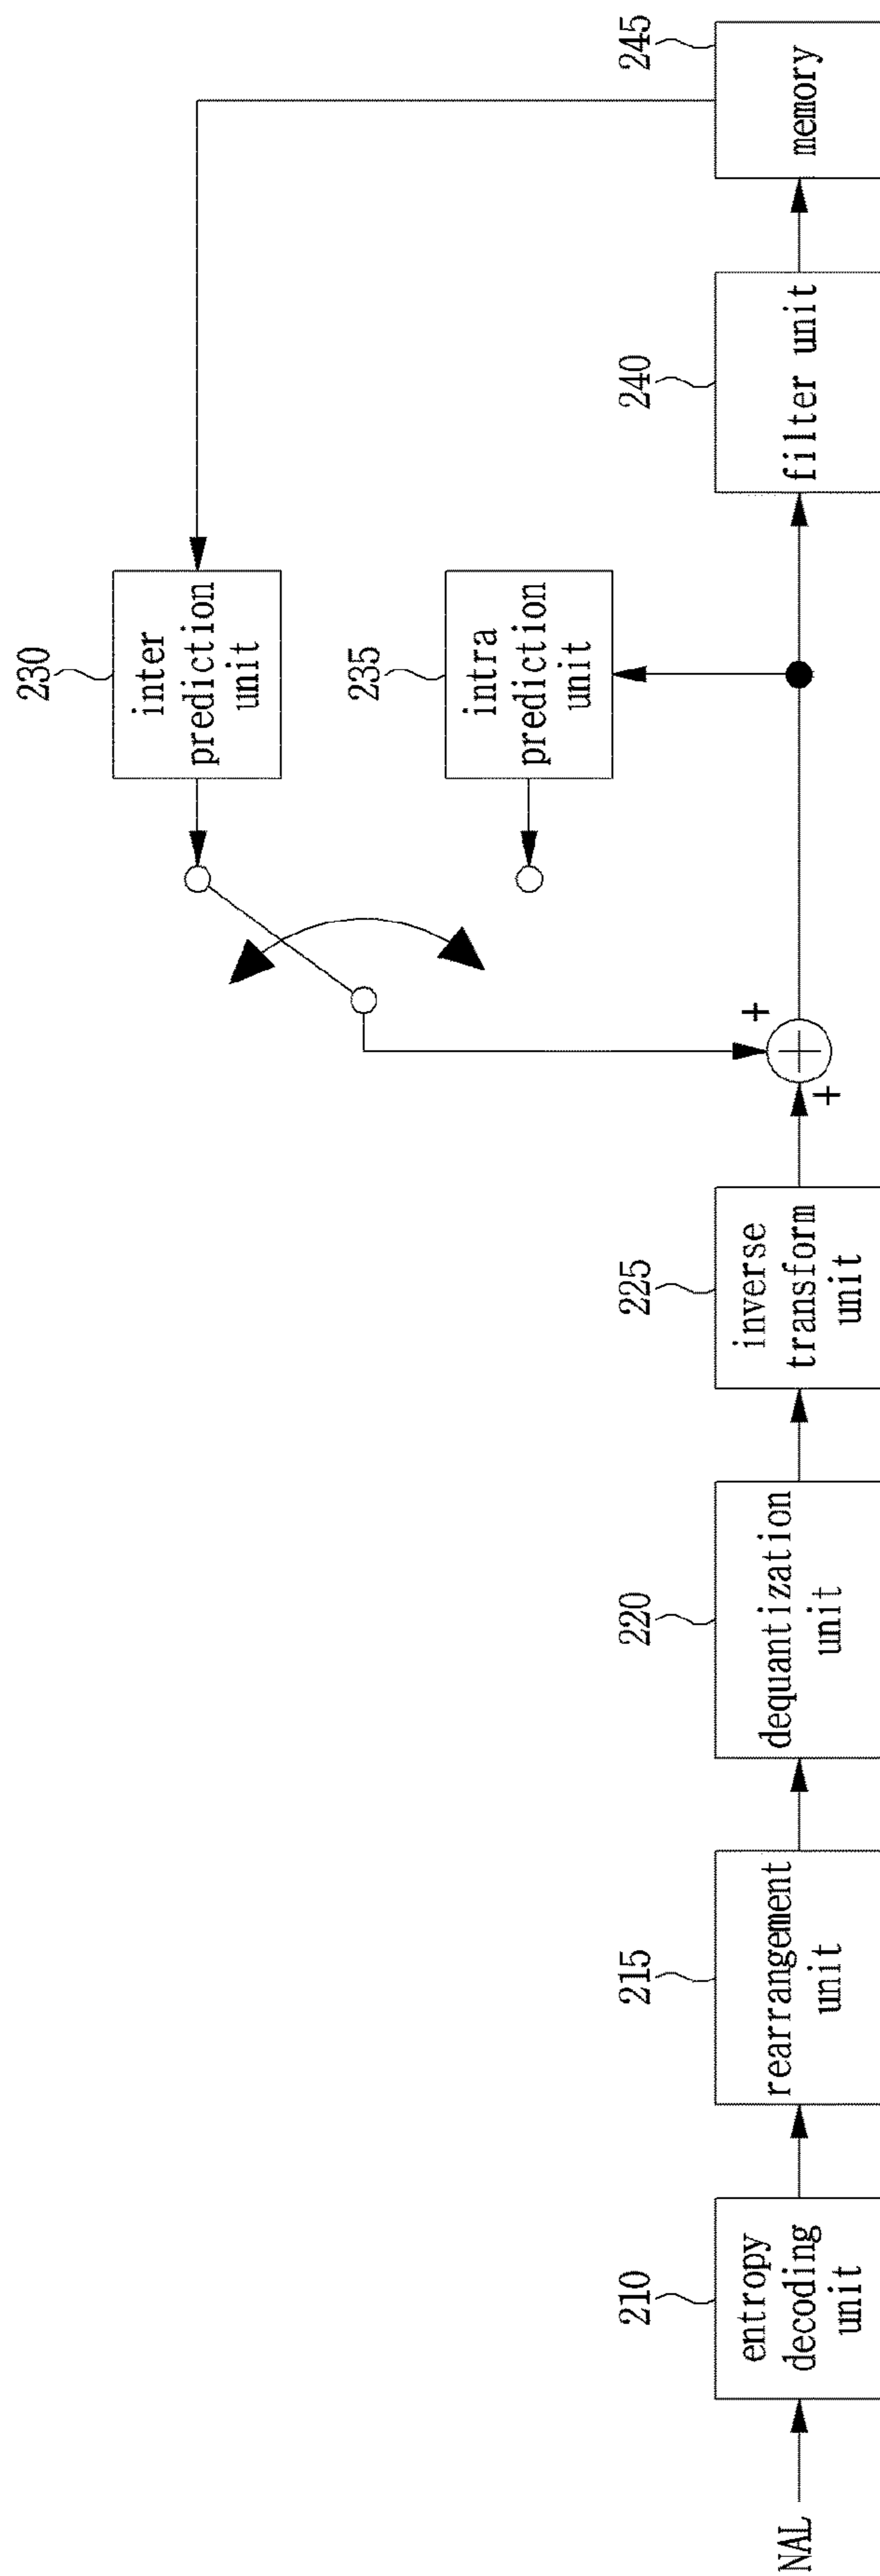 230
inter
prediction
unit
235
intra
prediction
unit
NAL
210
entropy
decoding
unit
215
rearrangement
unit
220
dequantization
unit
225
inverse
transform
unit
+
+
240
filter unit
245
memory